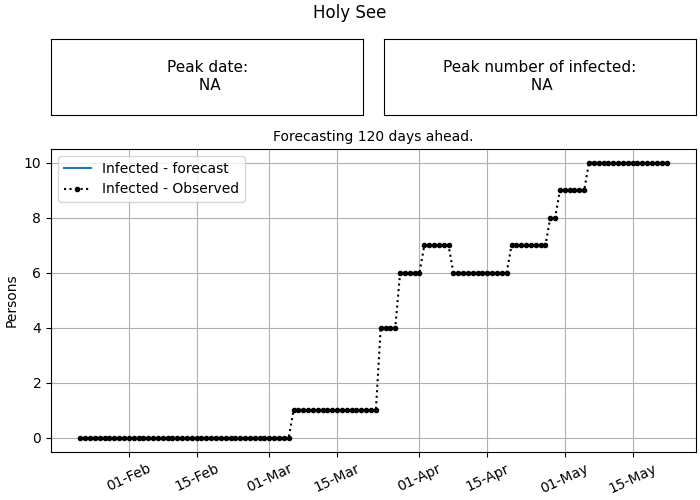 Holy See
Peak date:
NA
Peak number of infected:
NA
Forecasting 120 days ahead.
Infected - forecast
Infected - Observed
Persons
10
8
6
4
2
0
01-Feb
15-Feb
01-Mar
15-Mar
01-Apr
15-Apr
01-May
15-May